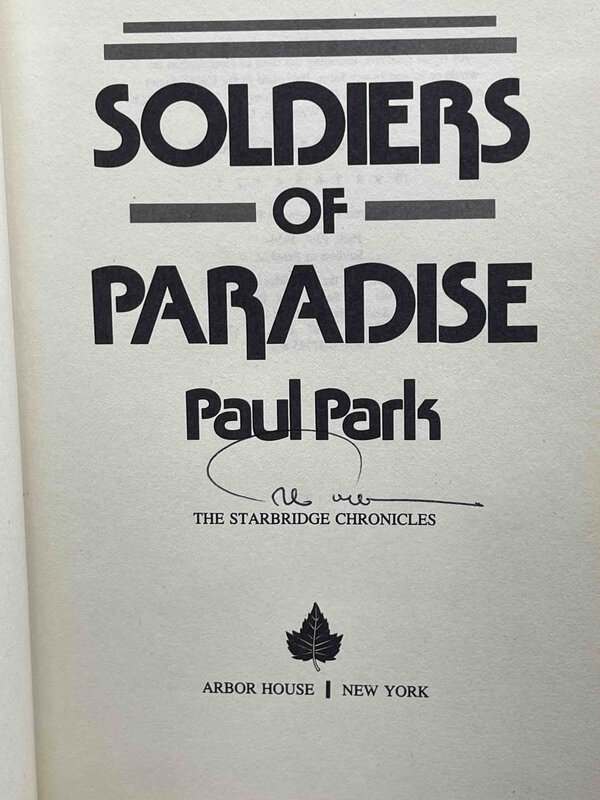 SOLDIERS
OF
PARADISE
Paul Park
THE STARBRIDGE CHRONICLES
ARBOR HOUSE | NEW YORK